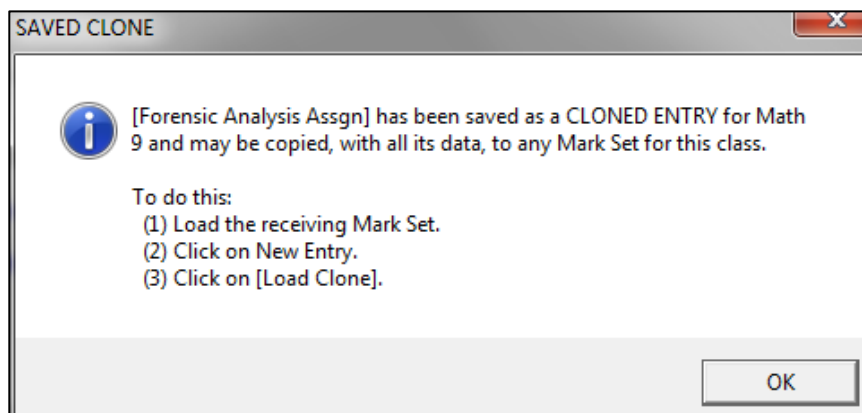 SAVED CLONE
[Forensic Analysis Assgn] has been saved as a CLONED ENTRY for Math
9 and may be copied, with all its data, to any Mark Set for this class.
To do this:
(1) Load the receiving Mark Set.
(2) Click on New Entry.
(3) Click on [Load Clone].
OK